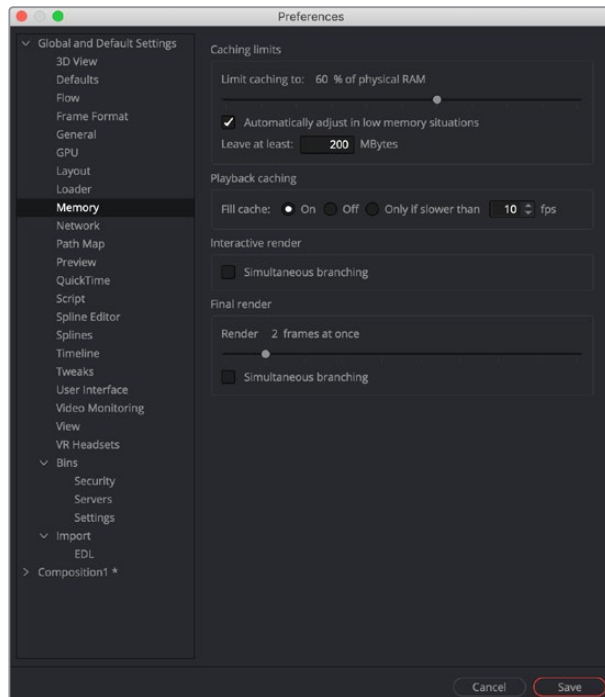 Preferences
Global and Default Settings
3D View
Defaults
Flow
Frame Format
General
GPU
Layout
Loader
Memory
Network
Path Map
Preview
QuickTime
Script
Spline Editor
Splines
Timeline
Tweaks
User Interface
Video Monitoring
View
VR Headsets
Bins
Security
Servers
Settings
Import
EDL
Composition1 *
Caching limits
Limit caching to: 60 % of physical RAM
Automatically adjust in low memory situations
Leave at least: 200 MBytes
Playback caching
Fill cache: On Off Only if slower than 10 fps
Interactive render
Simultaneous branching
Final render
Render 2 frames at once
Simultaneous branching
Cancel Save